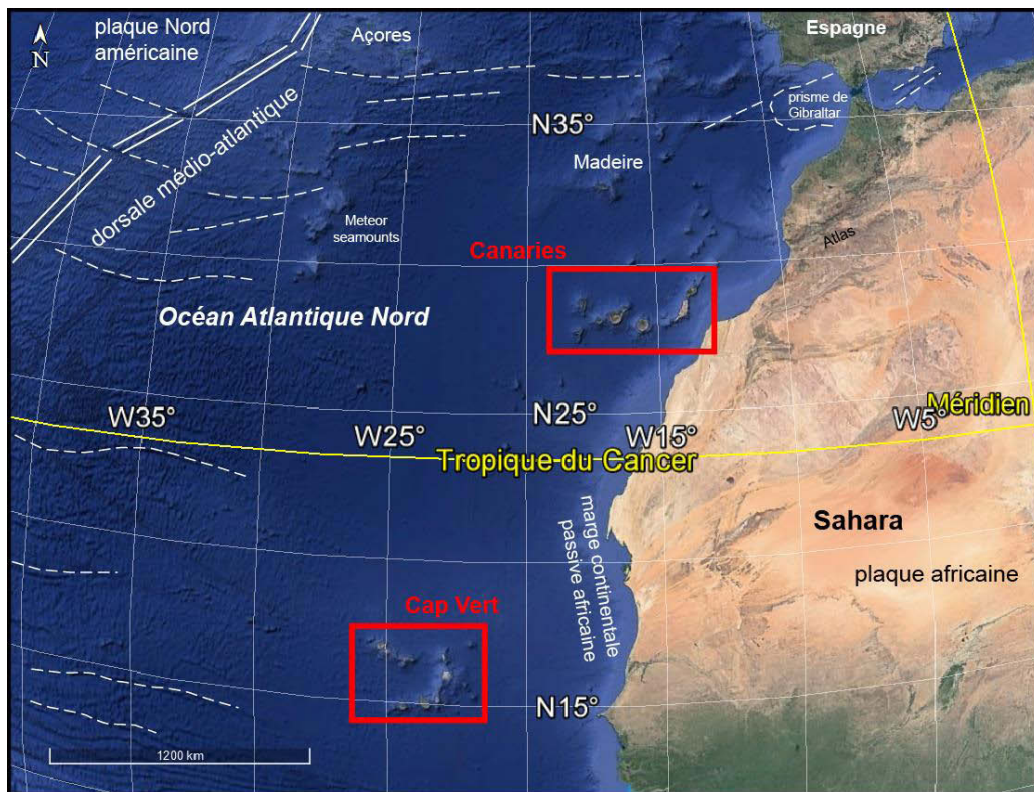 plaque Nord
américaine
N
Açores
Espagne
dorsale médio-atlantique
prisme de
Gibraltar
N35°
Madeire
Meteor
seamounts
Atlas
Canaries
Océan Atlantique Nord
W35°
W25°
N25°
W15°
W5°
Méridien
Tropique du Cancer
marge continentale
passive africaine
Sahara
plaque africaine
Cap Vert
N15°
1200 km